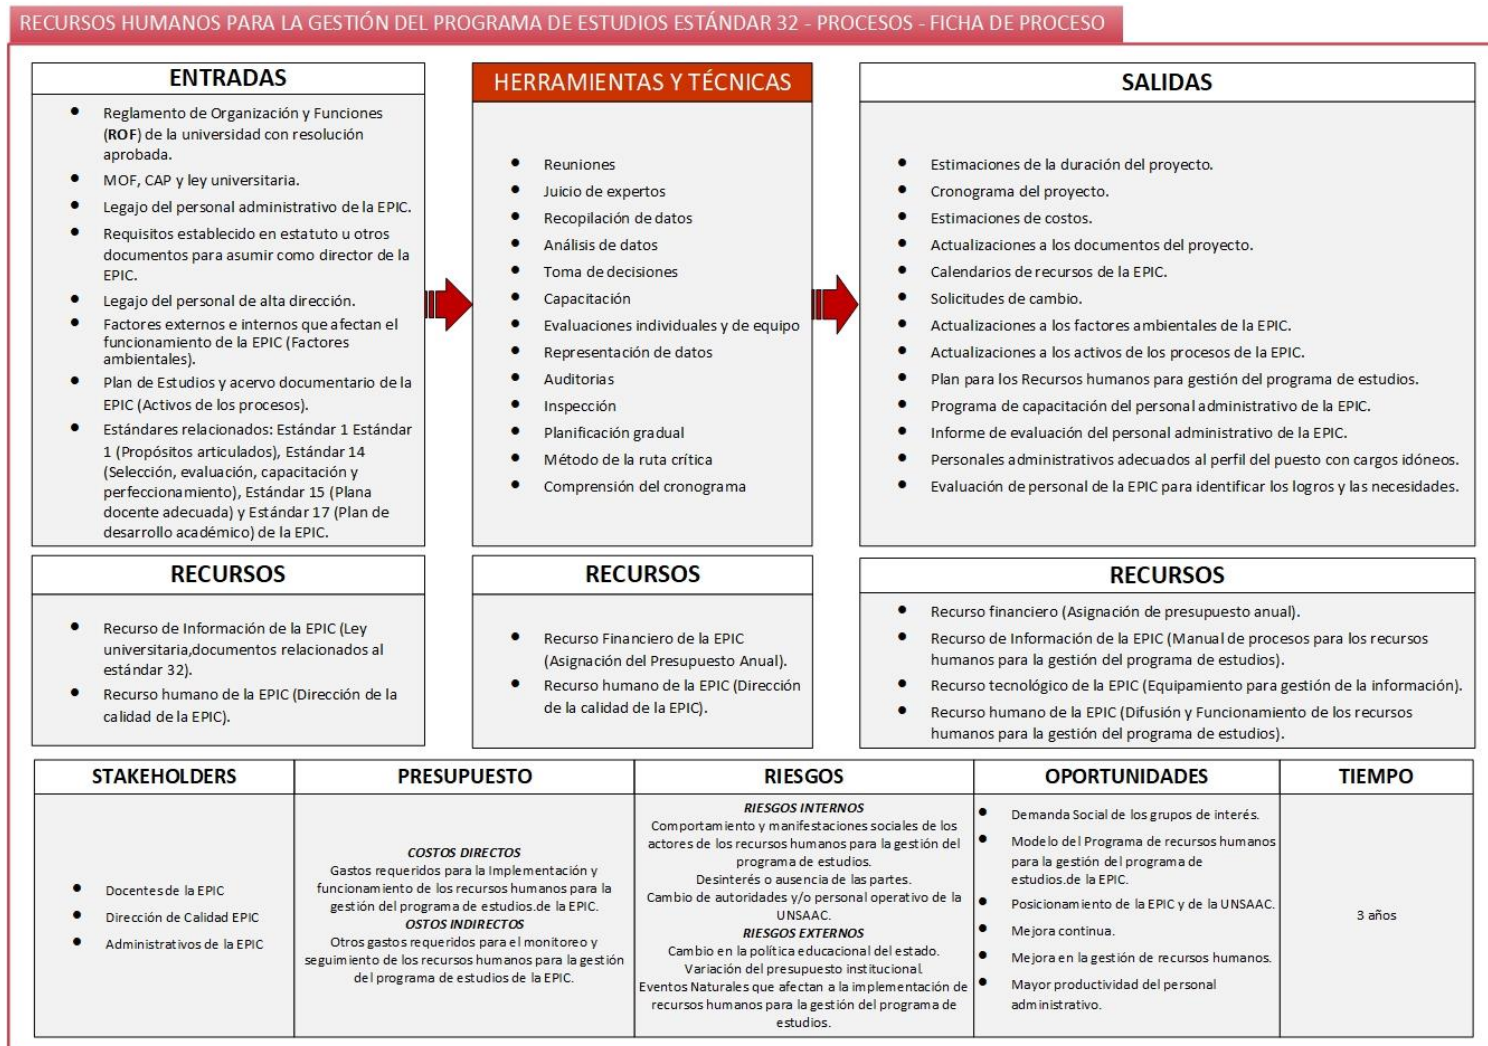 RECURSOS HUMANOS PARA LA GESTIÓN DEL PROGRAMA DE ESTUDIOS ESTÁNDAR 32 - PROCESOS - FICHA DE PROCESO
ENTRADAS
• Reglamento de Organización y Funciones
(ROF) de la universidad con resolución
aprobada.
• MOF, CAP y ley universitaria.
• Legajo del personal administrativo de la EPIC.
• Requisitos establecido en estatuto u otros
documentos para asumir como director de la
EPIC.
• Legajo del personal de alta dirección.
• Factores externos e internos que afectan el
funcionamiento de la EPIC (Factores
ambientales).
• Plan de Estudios y acervo documentario de la
EPIC (Activos de los procesos).
• Estándares relacionados: Estándar 1 Estándar
1 (Propósitos articulados), Estándar 14
(Selección, evaluación, capacitación y
perfeccionamiento), Estándar 15 (Plana
docente adecuada) y Estándar 17 (Plan de
desarrollo académico) de la EPIC.
HERRAMIENTAS Y TÉCNICAS
• Reuniones
• Juicio de expertos
• Recopilación de datos
• Análisis de datos
• Toma de decisiones
• Capacitación
• Evaluaciones individuales y de equipo
• Representación de datos
• Auditorias
• Inspección
• Planificación gradual
• Método de la ruta crítica
• Comprensión del cronograma
SALIDAS
• Estimaciones de la duración del proyecto.
• Cronograma del proyecto.
• Estimaciones de costos.
• Actualizaciones a los documentos del proyecto.
• Calendarios de recursos de la EPIC.
• Solicitudes de cambio.
• Actualizaciones a los factores ambientales de la EPIC.
• Actualizaciones a los activos de los procesos de la EPIC.
• Plan para los Recursos humanos para gestión del programa de estudios.
• Programa de capacitación del personal administrativo de la EPIC.
• Informe de evaluación del personal administrativo de la EPIC.
• Personales administrativos adecuados al perfil del puesto con cargos idóneos.
• Evaluación de personal de la EPIC para identificar los logros y las necesidades.
RECURSOS
• Recurso de Información de la EPIC (Ley
universitaria,documentos relacionados al
estándar 32).
• Recurso humano de la EPIC (Dirección de la
calidad de la EPIC).
RECURSOS
• Recurso Financiero de la EPIC
(Asignación del Presupuesto Anual).
• Recurso humano de la EPIC (Dirección
de la calidad de la EPIC).
RECURSOS
• Recurso financiero (Asignación de presupuesto anual).
• Recurso de Información de la EPIC (Manual de procesos para los recursos
humanos para la gestión del programa de estudios).
• Recurso tecnológico de la EPIC (Equipamiento para gestión de la información).
• Recurso humano de la EPIC (Difusión y Funcionamiento de los recursos
humanos para la gestión del programa de estudios).
STAKEHOLDERS
• Docentes de la EPIC
• Dirección de Calidad EPIC
• Administrativos de la EPIC
PRESUPUESTO
COSTOS DIRECTOS
Gastos requeridos para la Implementación y
funcionamiento de los recursos humanos para la
gestión del programa de estudios.de la EPIC.
OSTOS INDIRECTOS
Otros gastos requeridos para el monitoreo y
seguimiento de los recursos humanos para la gestión
del programa de estudios de la EPIC.
RIESGOS
RIESGOS INTERNOS
Comportamiento y manifestaciones sociales de los
actores de los recursos humanos para la gestión del
programa de estudios.
Desinterés o ausencia de las partes.
Cambio de autoridades y/o personal operativo de la
UNSAAC.
RIESGOS EXTERNOS
Cambio en la política educacional del estado.
Variación del presupuesto institucional.
Eventos Naturales que afectan a la implementación de
recursos humanos para la gestión del programa de
estudios.
OPORTUNIDADES
• Demanda Social de los grupos de interés.
• Modelo del Programa de recursos humanos
para la gestión del programa de
estudios.de la EPIC.
• Posicionamiento de la EPIC y de la UNSAAC.
• Mejora continua.
• Mejora en la gestión de recursos humanos.
• Mayor productividad del personal
administrativo.
TIEMPO
3 años